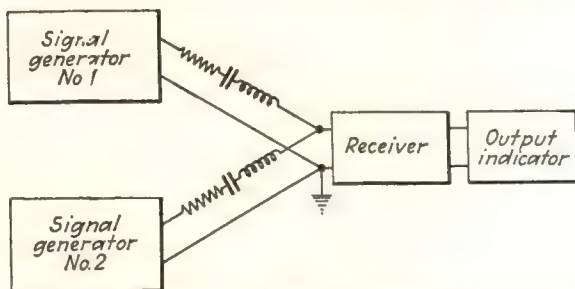 Signal
generator
No 1
Receiver
Output
indicator
Signal
generator
No.2